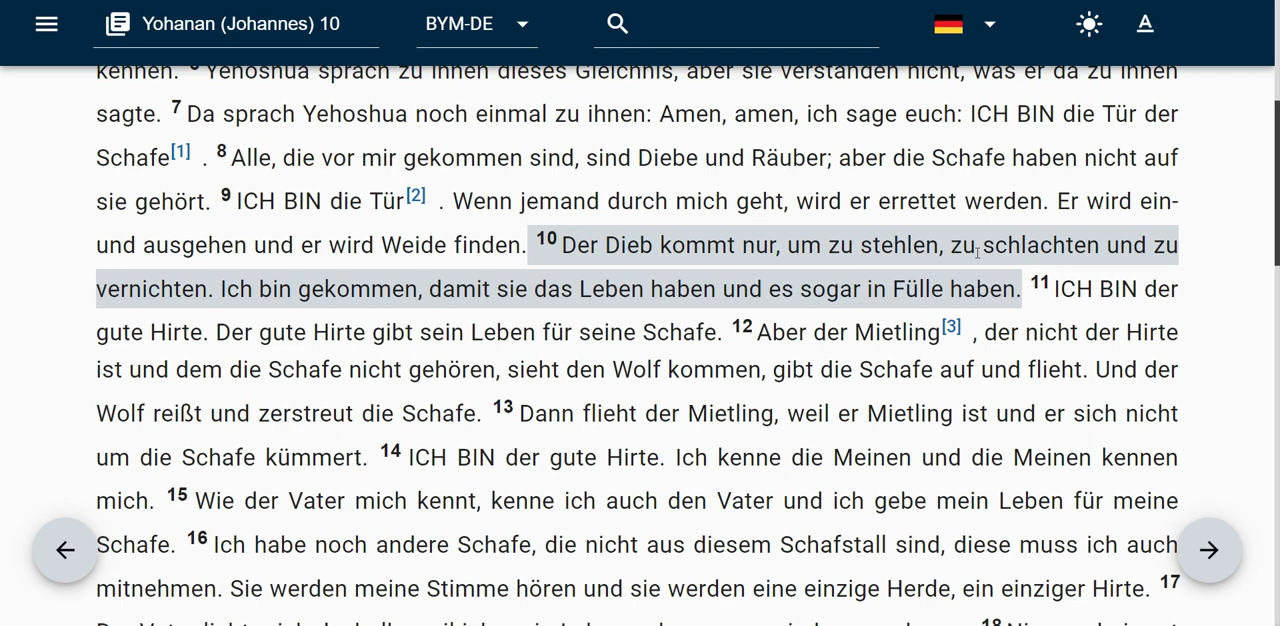 Yohanan (Johannes) 10 BYM-DE
kennen. 6 Yehoshua sprach zu ihnen dieses Gleichnis, aber sie verstanden nicht, was er da zu ihnen
sagte. 7 Da sprach Yehoshua noch einmal zu ihnen: Amen, amen, ich sage euch: ICH BIN die Tür der
Schafe[1] . 8 Alle, die vor mir gekommen sind, sind Diebe und Räuber; aber die Schafe haben nicht auf
sie gehört. 9 ICH BIN die Tür[2] . Wenn jemand durch mich geht, wird er errettet werden. Er wird ein-
und ausgehen und er wird Weide finden. 10 Der Dieb kommt nur, um zu stehlen, zu schlachten und zu
vernichten. Ich bin gekommen, damit sie das Leben haben und es sogar in Fülle haben. 11 ICH BIN der
gute Hirte. Der gute Hirte gibt sein Leben für seine Schafe. 12 Aber der Mietling[3] , der nicht der Hirte
ist und dem die Schafe nicht gehören, sieht den Wolf kommen, gibt die Schafe auf und flieht. Und der
Wolf reißt und zerstreut die Schafe. 13 Dann flieht der Mietling, weil er Mietling ist und er sich nicht
um die Schafe kümmert. 14 ICH BIN der gute Hirte. Ich kenne die Meinen und die Meinen kennen
mich. 15 Wie der Vater mich kennt, kenne ich auch den Vater und ich gebe mein Leben für meine
Schafe. 16 Ich habe noch andere Schafe, die nicht aus diesem Schafstall sind, diese muss ich auch
mitnehmen. Sie werden meine Stimme hören und sie werden eine einzige Herde, ein einziger Hirte. 17
18